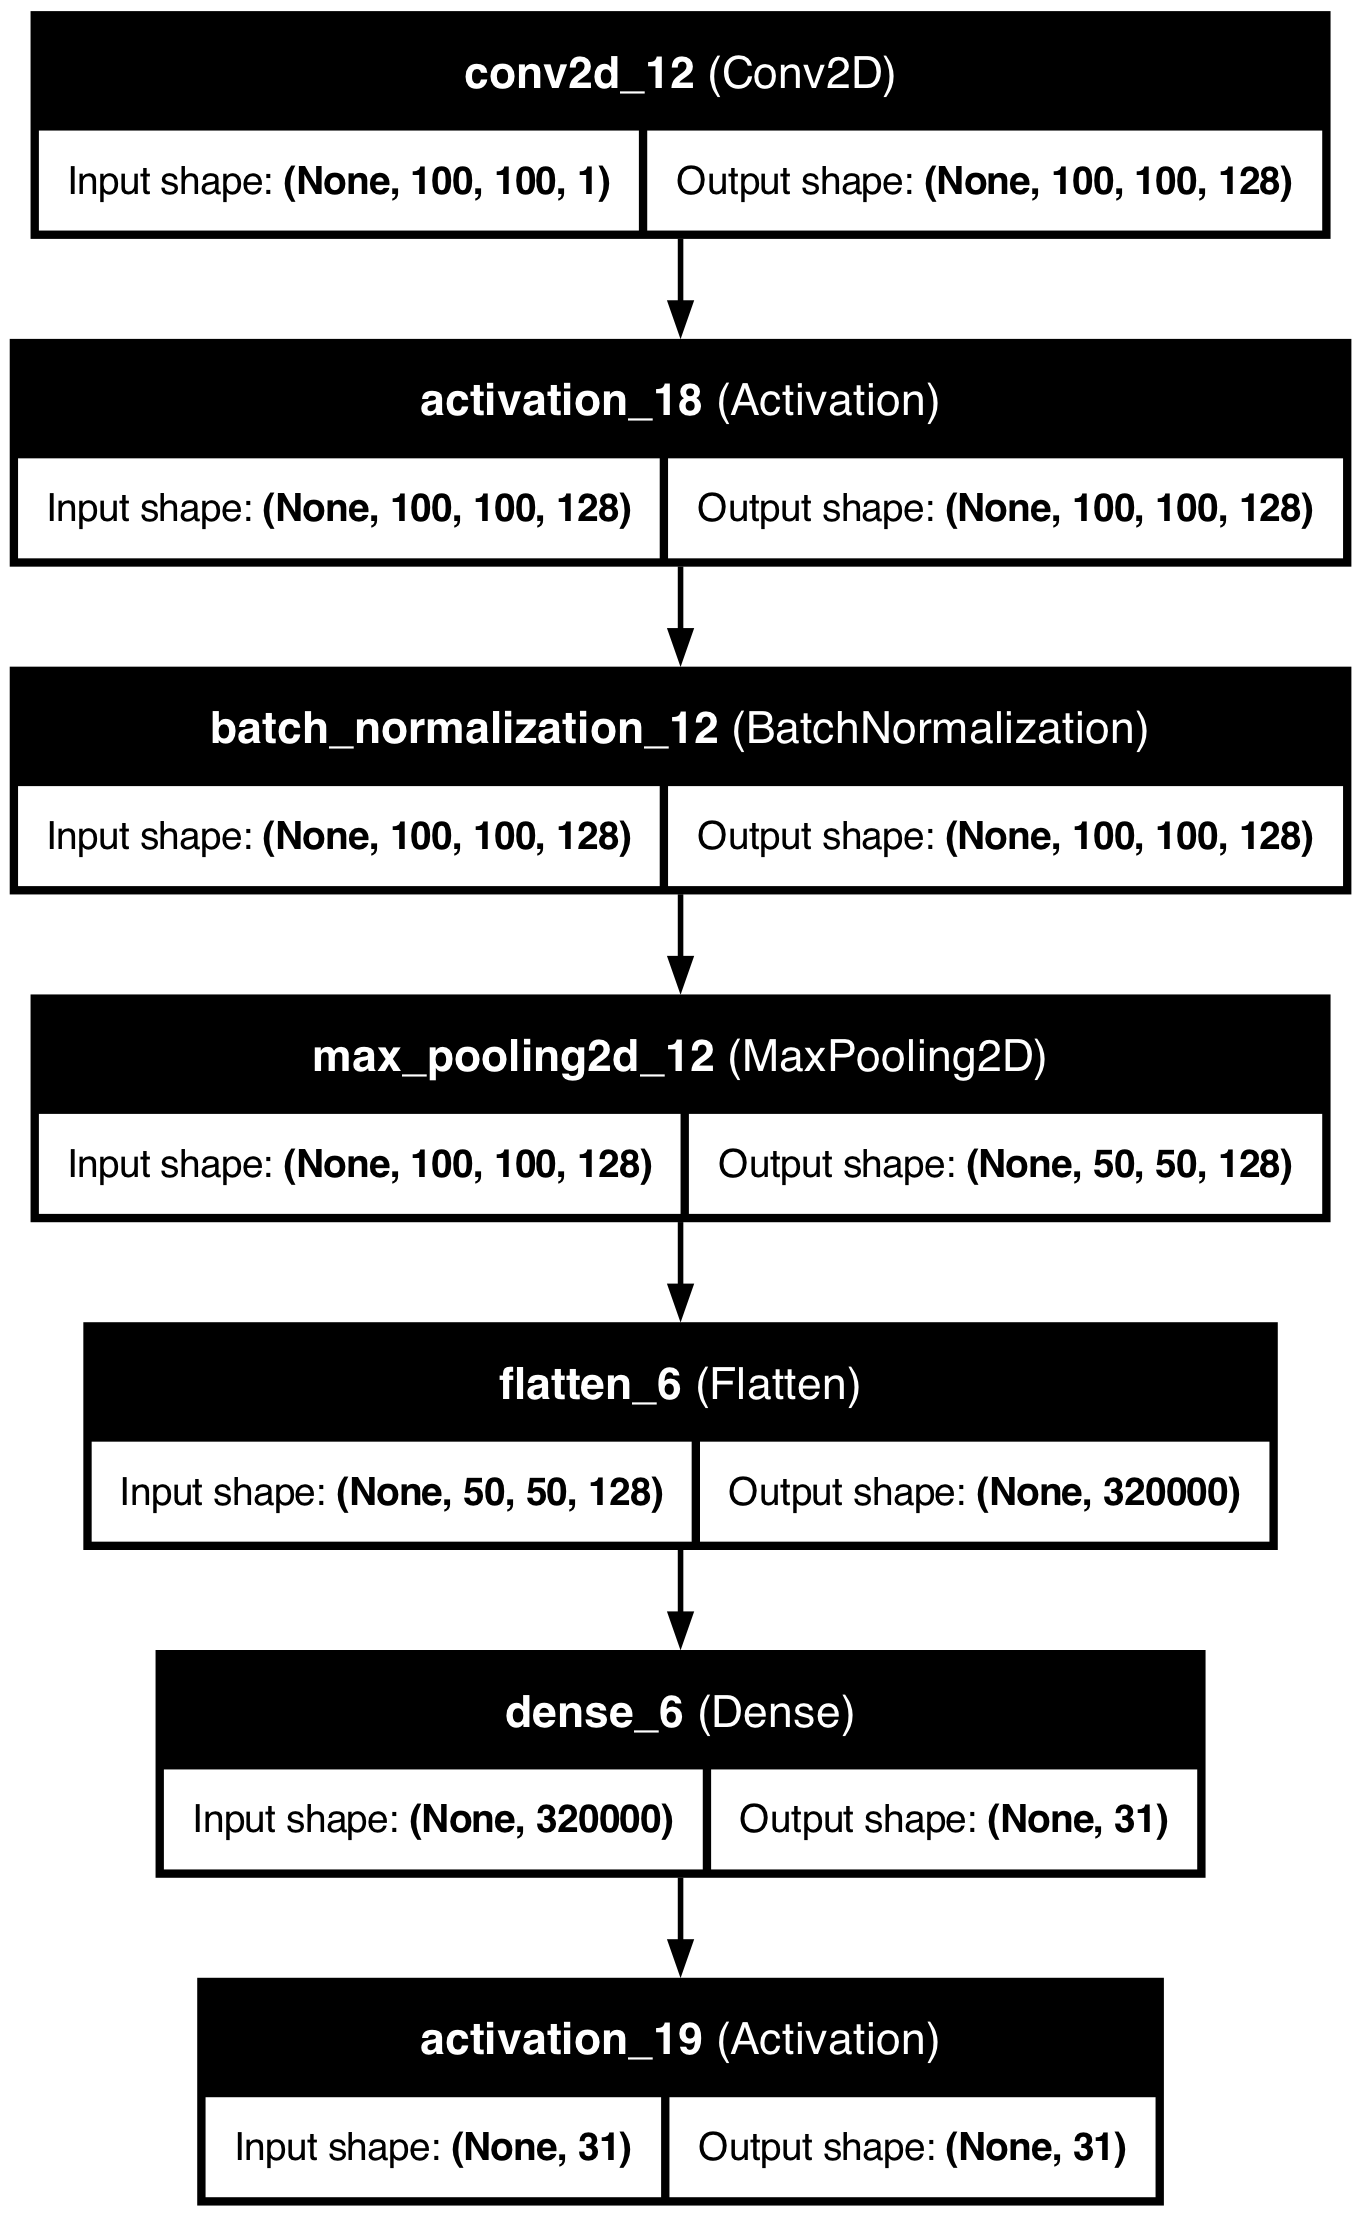 conv2d_12 (Conv2D)
Input shape: (None, 100, 100, 1) Output shape: (None, 100, 100, 128)
activation_18 (Activation)
Input shape: (None, 100, 100, 128) Output shape: (None, 100, 100, 128)
batch_normalization_12 (BatchNormalization)
Input shape: (None, 100, 100, 128) Output shape: (None, 100, 100, 128)
max_pooling2d_12 (MaxPooling2D)
Input shape: (None, 100, 100, 128) Output shape: (None, 50, 50, 128)
flatten_6 (Flatten)
Input shape: (None, 50, 50, 128) Output shape: (None, 320000)
dense_6 (Dense)
Input shape: (None, 320000) Output shape: (None, 31)
activation_19 (Activation)
Input shape: (None, 31) Output shape: (None, 31)